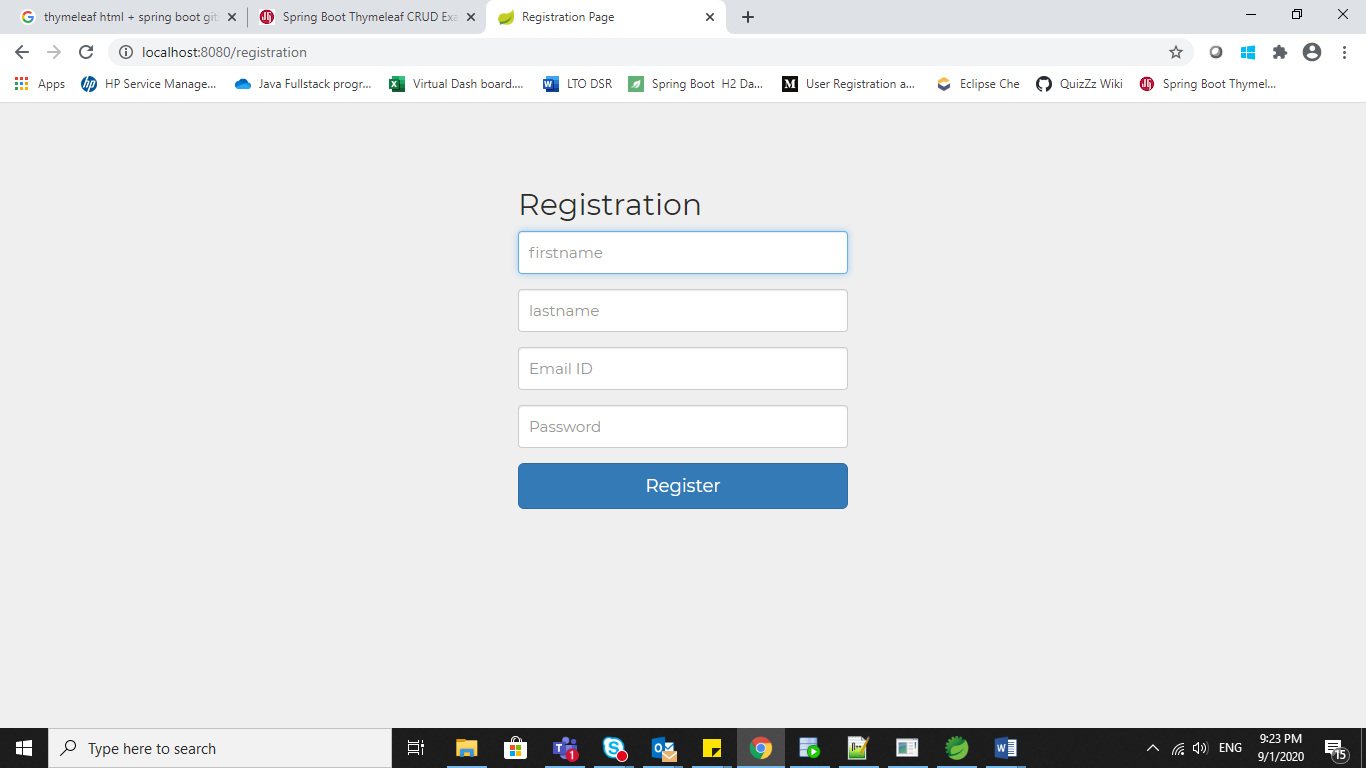 thymeleaf html + spring boot git
Spring Boot Thymeleaf CRUD Exa
Registration Page
localhost:8080/registration
Apps
HP Service Manage...
Java Fullstack progr...
Virtual Dash board....
LTO DSR
Spring Boot H2 Da...
User Registration a...
Eclipse Che
QuizZz Wiki
Spring Boot Thymel...
Registration
firstname
lastname
Email ID
Password
Register
Type here to search
1
ENG
9:23 PM
9/1/2020
15